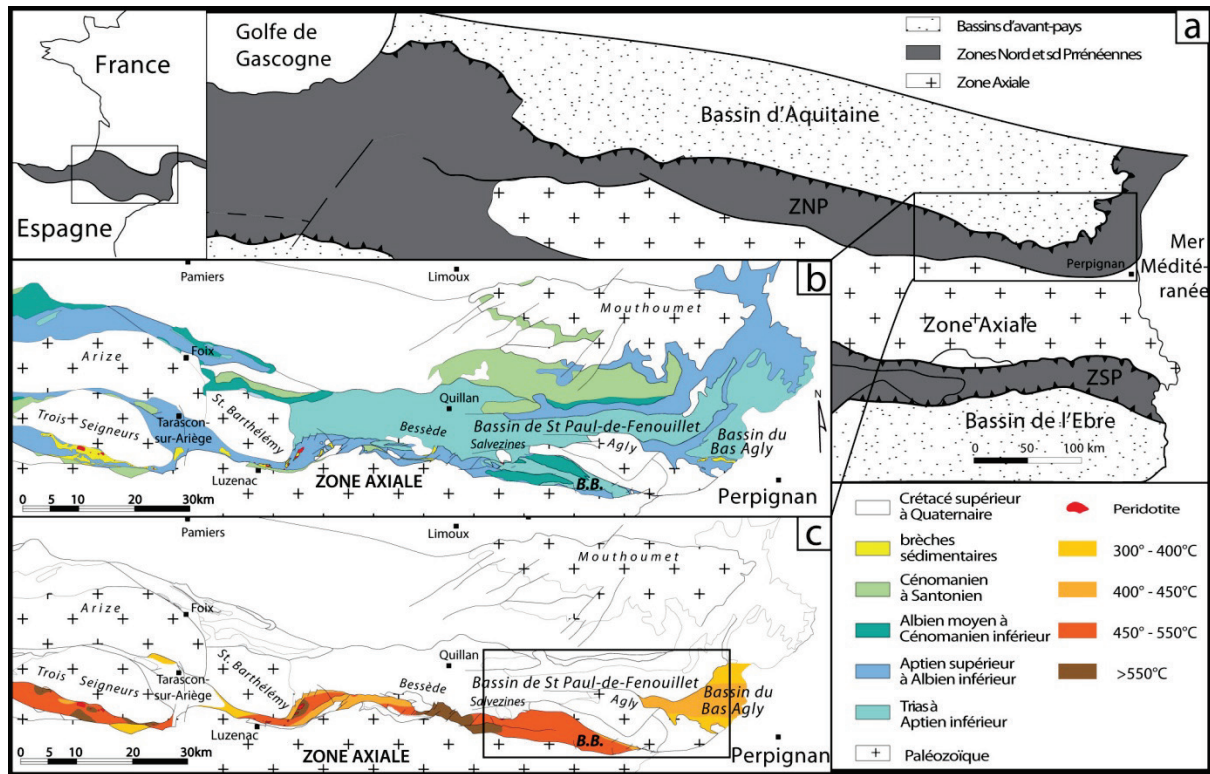 France
Espagne
Golfe de
Gascogne
Bassin d'Aquitaine
ZNP
Perpignan
Mer
Médité-
ranée
Zone Axiale
ZSP
Bassin de l'Ebre
0 50 100 km
a
Bassins d'avant-pays
Zones Nord et sd Prrénéennes
Zone Axiale
b
Pamiers
Limoux
Mouthoumet
Arize
Foix
Quillan
Trois Seigneurs
Tarascon-
sur-Ariège
St. Barthélémy
Bessède
Bassin de St Paul-de-Fenouillet
Salvezines
Agly
Bassin du
Bas Agly
N
Luzenac
ZONE AXIALE
B.B.
Perpignan
0 10 20 30km
c
Pamiers
Limoux
Mouthoumet
Arize
Foix
Quillan
Trois Seigneurs
Tarascon-
sur-Ariège
St. Barthélémy
Bessède
Bassin de St Paul-de-Fenouillet
Salvezines
Agly
Bassin du
Bas Agly
Luzenac
ZONE AXIALE
B.B.
Perpignan
0 10 20 30km
Crétacé supérieur
à Quaternaire
brèches
sédimentaires
Cénomanien
à Santonien
Albien moyen à
Cénomanien inférieur
Aptien supérieur
à Albien inférieur
Trias à
Aptien inférieur
Paléozoïque
Peridotite
300° - 400°C
400° - 450°C
450° - 550°C
>550°C